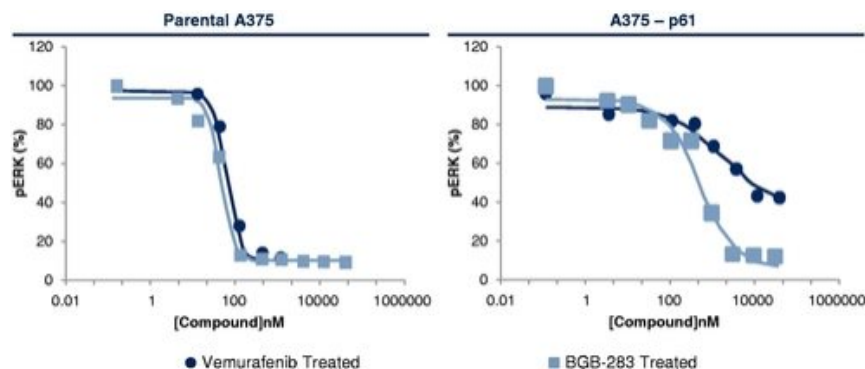 Parental A375
A375 – p61
120
100
80
60
40
20
0
pERK (%)
0.01 1 100 10000 1000000
[Compound]nM
120
100
80
60
40
20
0
pERK (%)
0.01 1 100 10000 1000000
[Compound]nM
Vemurafenib Treated
BGB-283 Treated